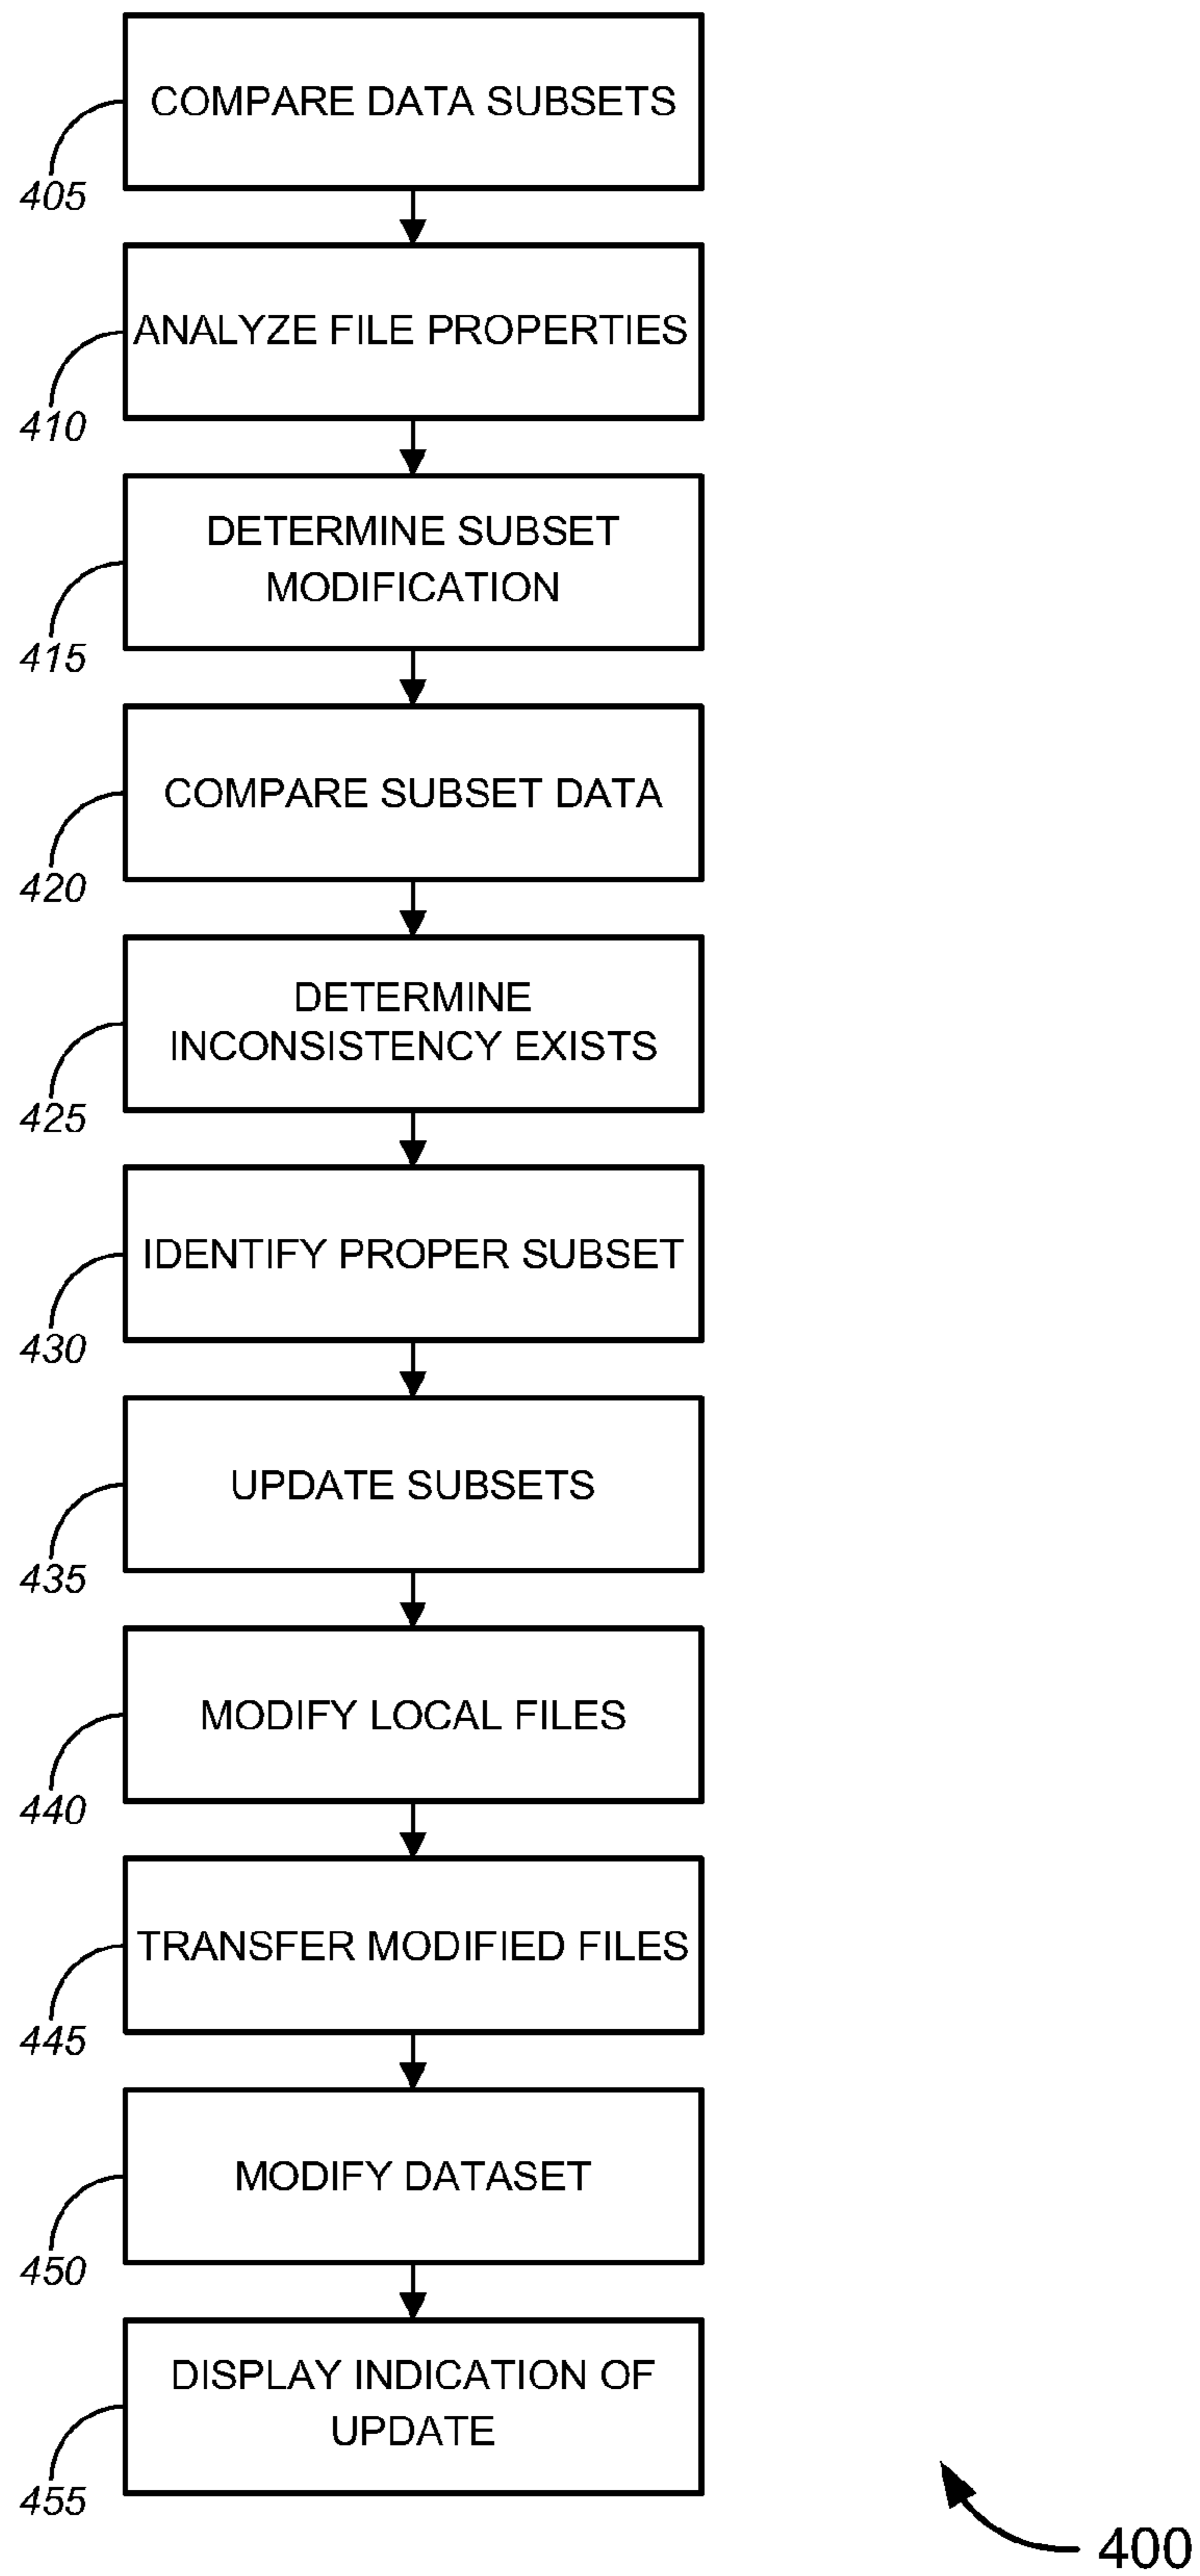 COMPARE DATA SUBSETS
405
ANALYZE FILE PROPERTIES
410
DETERMINE SUBSET
MODIFICATION
415
COMPARE SUBSET DATA
420
DETERMINE
INCONSISTENCY EXISTS
425
IDENTIFY PROPER SUBSET
430
UPDATE SUBSETS
435
MODIFY LOCAL FILES
440
TRANSFER MODIFIED FILES
445
MODIFY DATASET
450
DISPLAY INDICATION OF
UPDATE
455
400